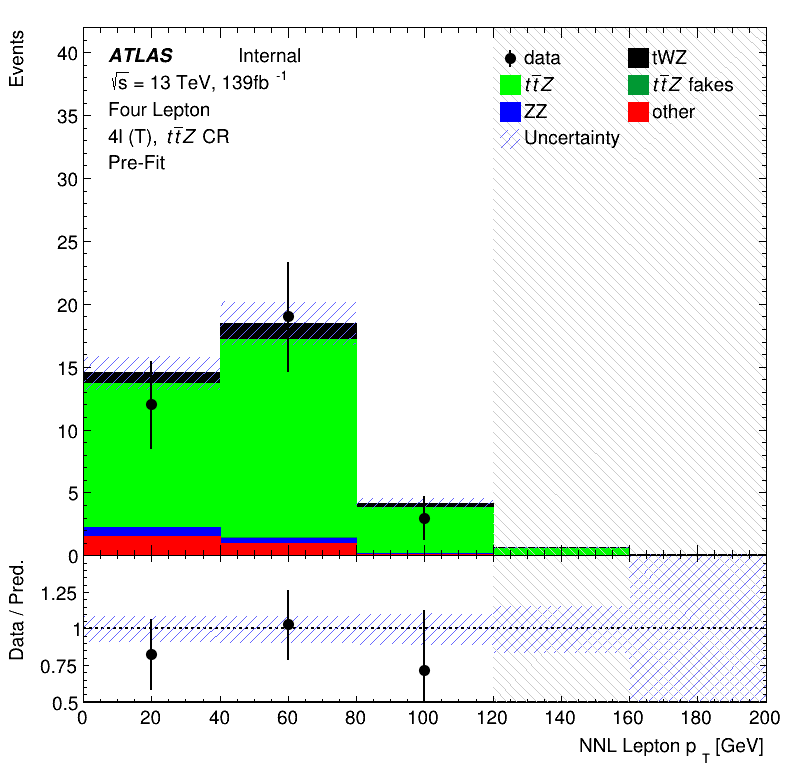 Events
40
35
30
25
20
15
10
5
0
ATLAS Internal
√s = 13 TeV, 139fb⁻¹
Four Lepton
4l (T), tt̄Z CR
Pre-Fit
data tWZ
tt̄Z tt̄Z fakes
ZZ other
Uncertainty
Data / Pred.
1.25
1
0.75
0.5
0 20 40 60 80 100 120 140 160 180 200
NNL Lepton p_T [GeV]